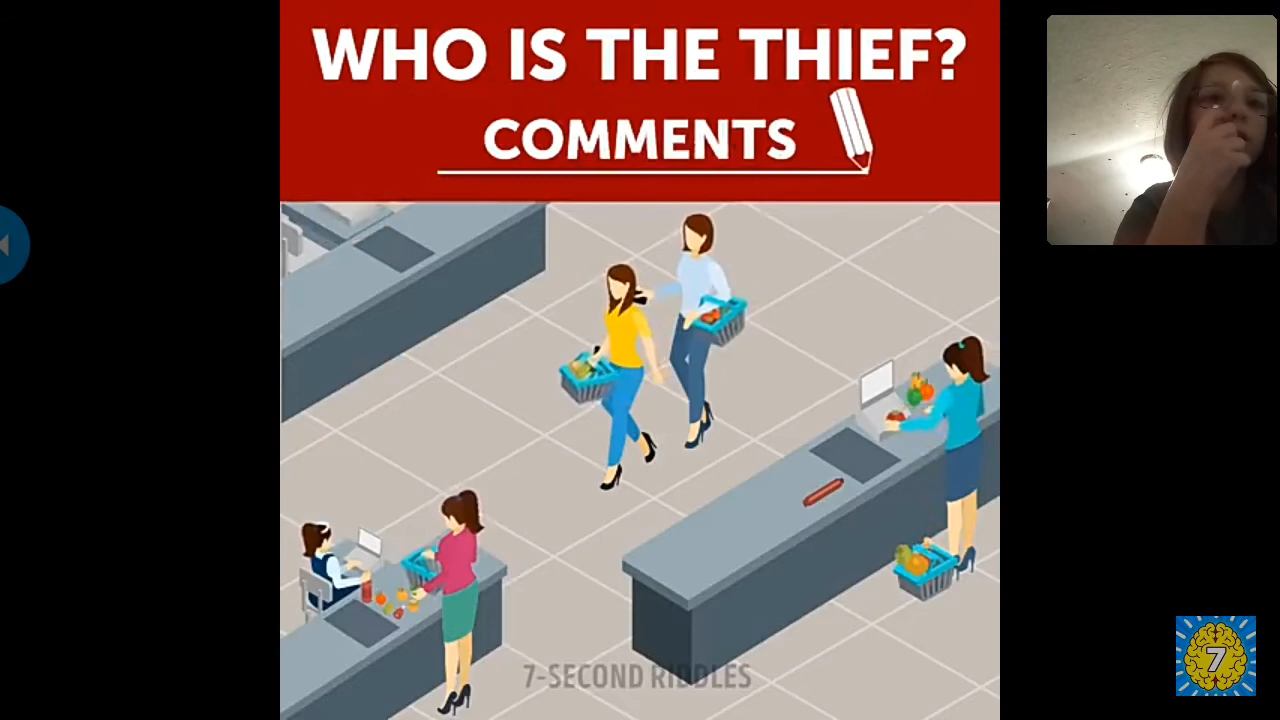 WHO IS THE THIEF?
COMMENTS
7-SECOND RIDDLES
7